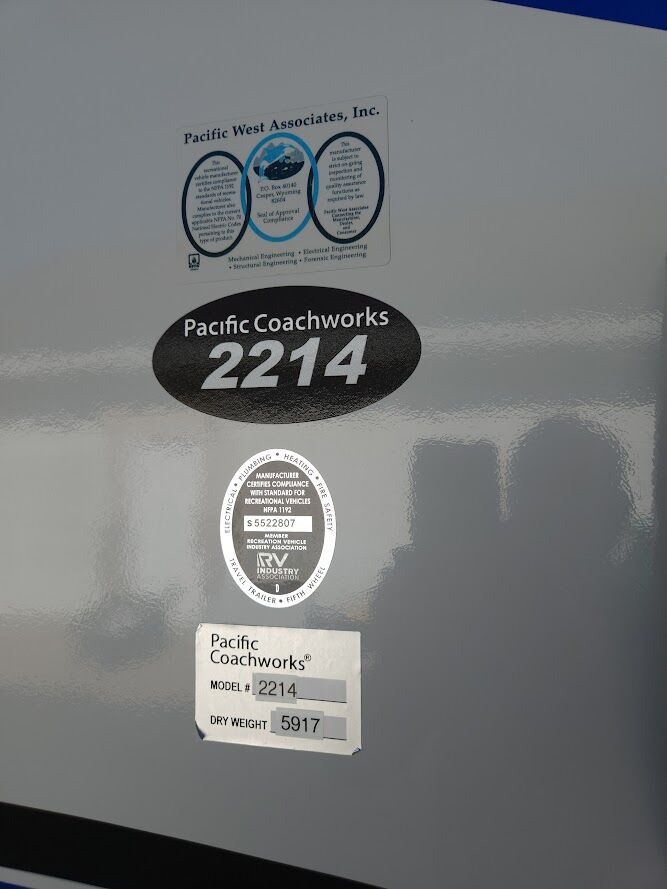 Pacific West Associates, Inc.
This
recreational
vehicle manufacturer
certifies compliance
to the NFPA 1192
standards of recrea-
tional vehicles.
Manufacturer also
complies to the current
applicable NFPA No. 70
National Electric Codes
pertaining to this
type of product.
P.O. Box 60140
Casper, Wyoming
82604
Seal of Approval
Compliance
This
manufacturer
is subject to
strict on-going
inspection and
monitoring of
quality assurance
functions as
required by law.
Pacific West Associates
Connecting the
Manufacturer,
Dealer,
and
Consumer
Mechanical Engineering • Electrical Engineering
• Structural Engineering • Forensic Engineering
Pacific Coachworks
2214
ELECTRICAL • PLUMBING • HEATING • FIRE SAFETY
MANUFACTURER
CERTIFIES COMPLIANCE
WITH STANDARD FOR
RECREATIONAL VEHICLES
NFPA 1192
S 5522807
MEMBER
RECREATION VEHICLE
INDUSTRY ASSOCIATION
RV
INDUSTRY
ASSOCIATION
D
TRAVEL TRAILER • FIFTH WHEEL
Pacific
Coachworks®
MODEL # 2214
DRY WEIGHT 5917